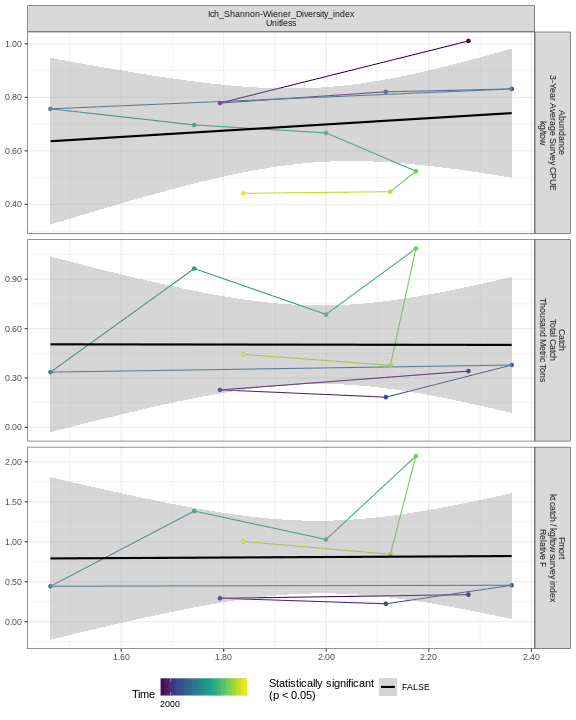 Ich_Shannon-Wiener_Diversity_index
Unitless
1.00
0.80
0.60
0.40
Abundance
3-Year Average Survey CPUE
kg/tow
0.90
0.60
0.30
0.00
Catch
Total Catch
Thousand Metric Tons
2.00
1.50
1.00
0.50
0.00
Fmort
kt catch / kg/tow survey index
Relative F
1.60
1.80
2.00
2.20
2.40
Time
2000
Statistically significant
(p < 0.05)
FALSE